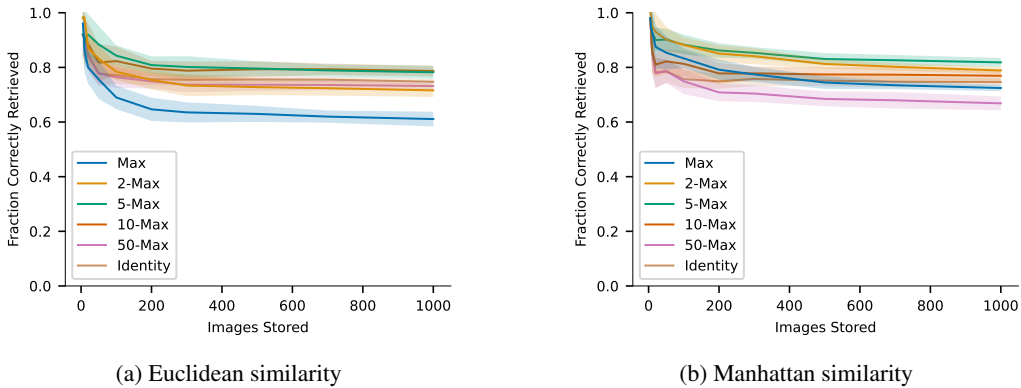 1.0
0.8
0.6
0.4
0.2
0.0
Fraction Correctly Retrieved
Max
2-Max
5-Max
10-Max
50-Max
Identity
0 200 400 600 800 1000
Images Stored
(a) Euclidean similarity
1.0
0.8
0.6
0.4
0.2
0.0
Fraction Correctly Retrieved
Max
2-Max
5-Max
10-Max
50-Max
Identity
0 200 400 600 800 1000
Images Stored
(b) Manhattan similarity